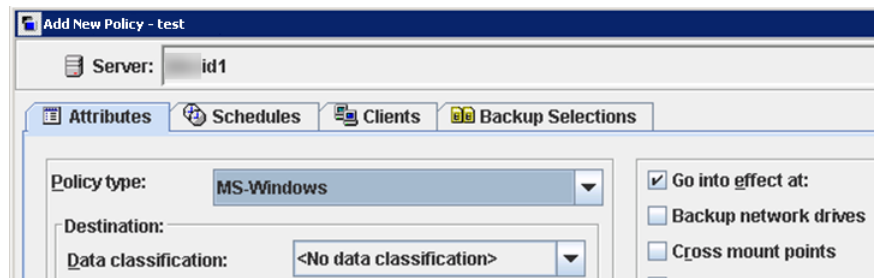 Add New Policy - test
Server: id1
Attributes Schedules Clients Backup Selections
Policy type: MS-Windows
Go into effect at:
Destination:
Backup network drives
Data classification: <No data classification>
Cross mount points